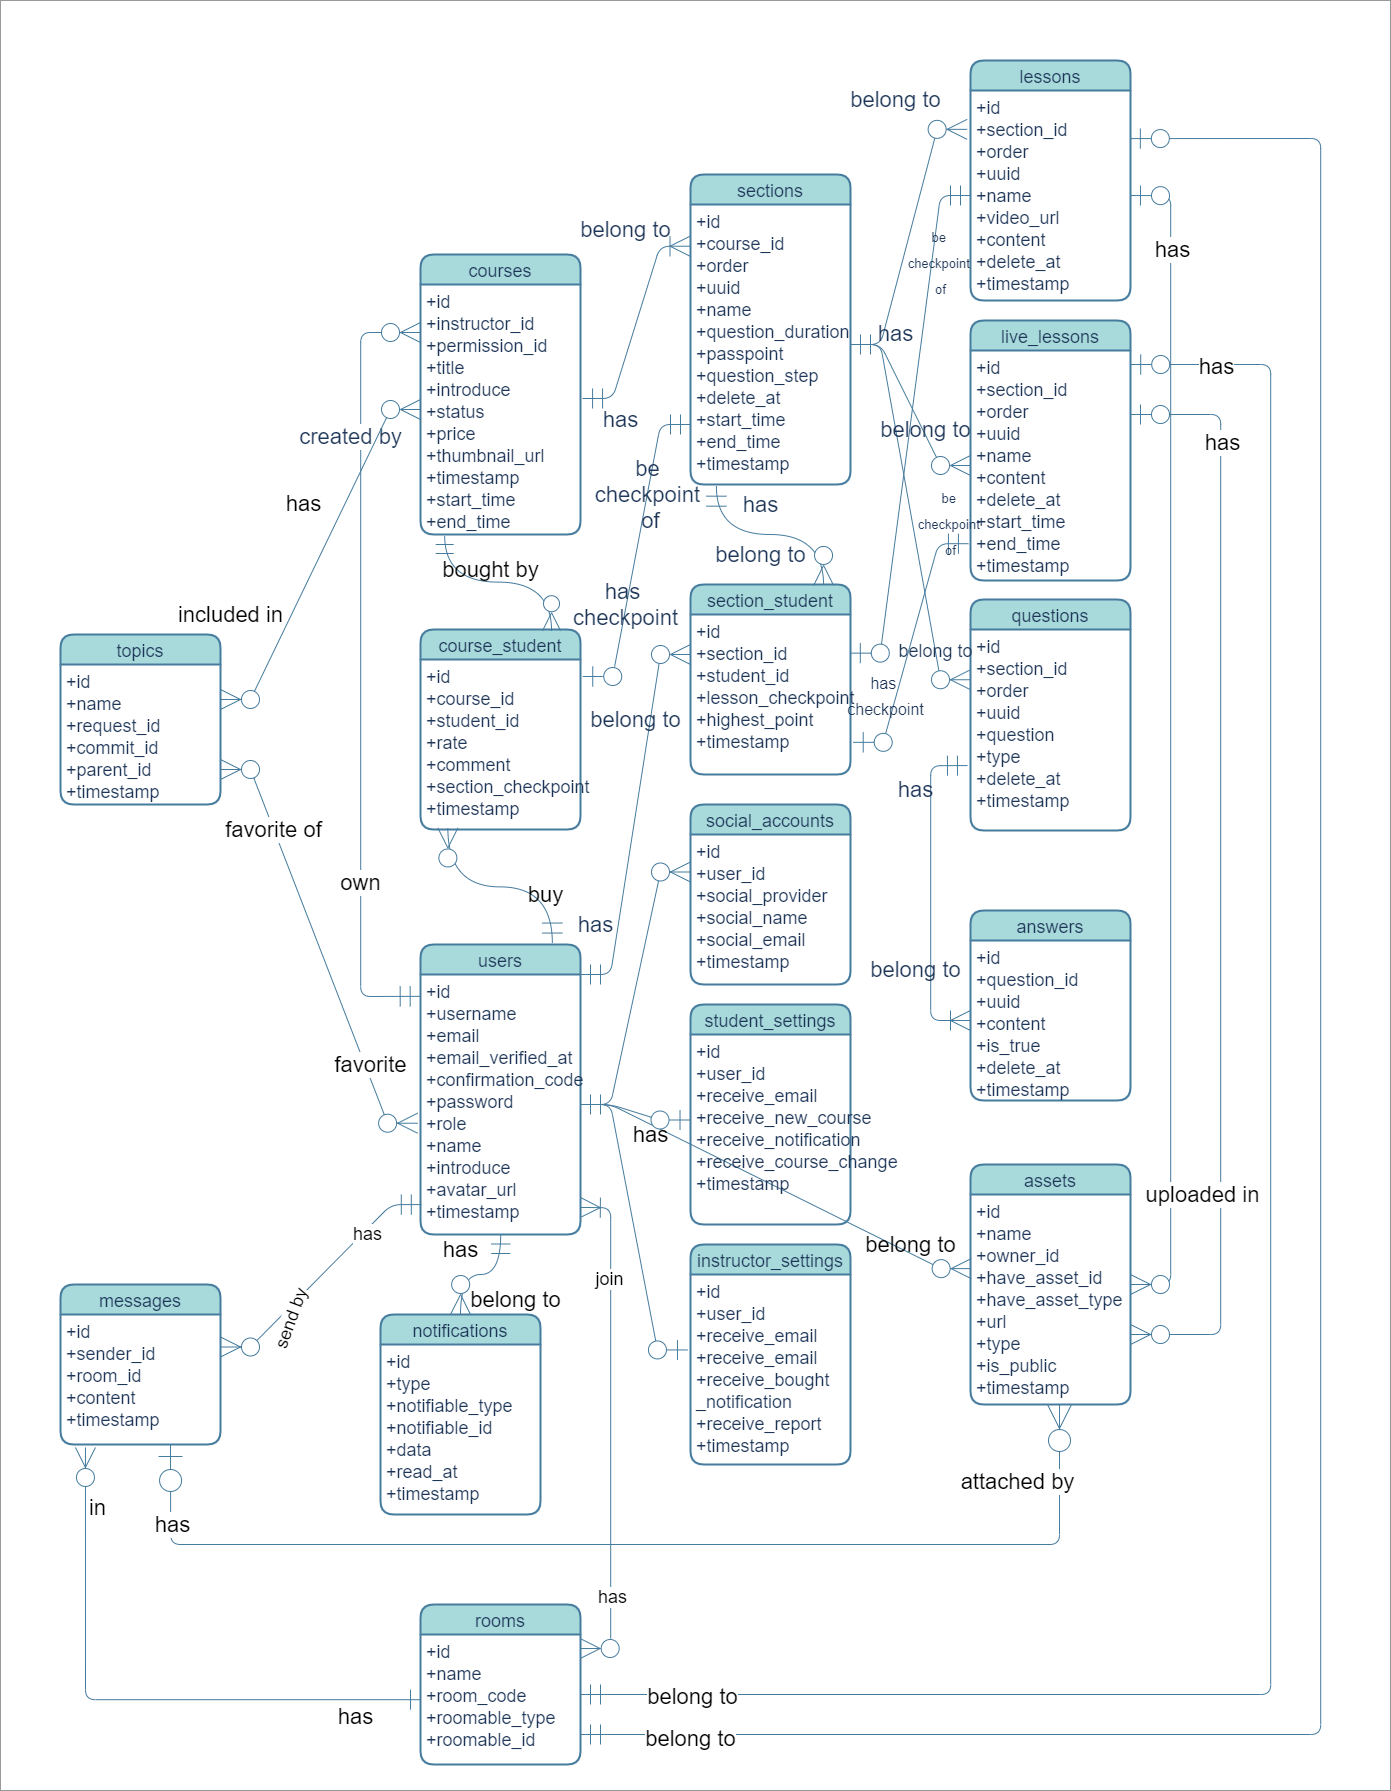 lessons
+id
+section_id
+order
+uuid
+name
+video_url
+content
+delete_at
+timestamp
belong to
sections
+id
+course_id
+order
+uuid
+name
+question_duration
+passpoint
+question_step
+delete_at
+start_time
+end_time
+timestamp
belong to
be
checkpoint
of
has
courses
+id
+instructor_id
+permission_id
+title
+introduce
+status
+price
+thumbnail_url
+timestamp
+start_time
+end_time
has
live_lessons
+id
+section_id
+order
+uuid
+name
+content
+delete_at
+start_time
+end_time
+timestamp
has
has
has
belong to
created by
has
be
checkpoint
of
has
be
checkpoint
of
belong to
bought by
has
checkpoint
included in
section_student
+id
+section_id
+student_id
+lesson_checkpoint
+highest_point
+timestamp
questions
+id
+section_id
+order
+uuid
+question
+type
+delete_at
+timestamp
belong to
has
checkpoint
topics
+id
+name
+request_id
+commit_id
+parent_id
+timestamp
course_student
+id
+course_id
+student_id
+rate
+comment
+section_checkpoint
+timestamp
belong to
has
favorite of
social_accounts
+id
+user_id
+social_provider
+social_name
+social_email
+timestamp
own
buy
has
answers
+id
+question_id
+uuid
+content
+is_true
+delete_at
+timestamp
belong to
users
+id
+username
+email
+email_verified_at
+confirmation_code
+password
+role
+name
+introduce
+avatar_url
+timestamp
student_settings
+id
+user_id
+receive_email
+receive_new_course
+receive_notification
+receive_course_change
+timestamp
favorite
has
assets
+id
+name
+owner_id
+have_asset_id
+have_asset_type
+url
+type
+is_public
+timestamp
uploaded in
has
has
belong to
instructor_settings
+id
+user_id
+receive_email
+receive_email
+receive_bought
_notification
+receive_report
+timestamp
join
send by
belong to
messages
+id
+sender_id
+room_id
+content
+timestamp
notifications
+id
+type
+notifiable_type
+notifiable_id
+data
+read_at
+timestamp
attached by
in
has
has
rooms
+id
+name
+room_code
+roomable_type
+roomable_id
belong to
has
belong to